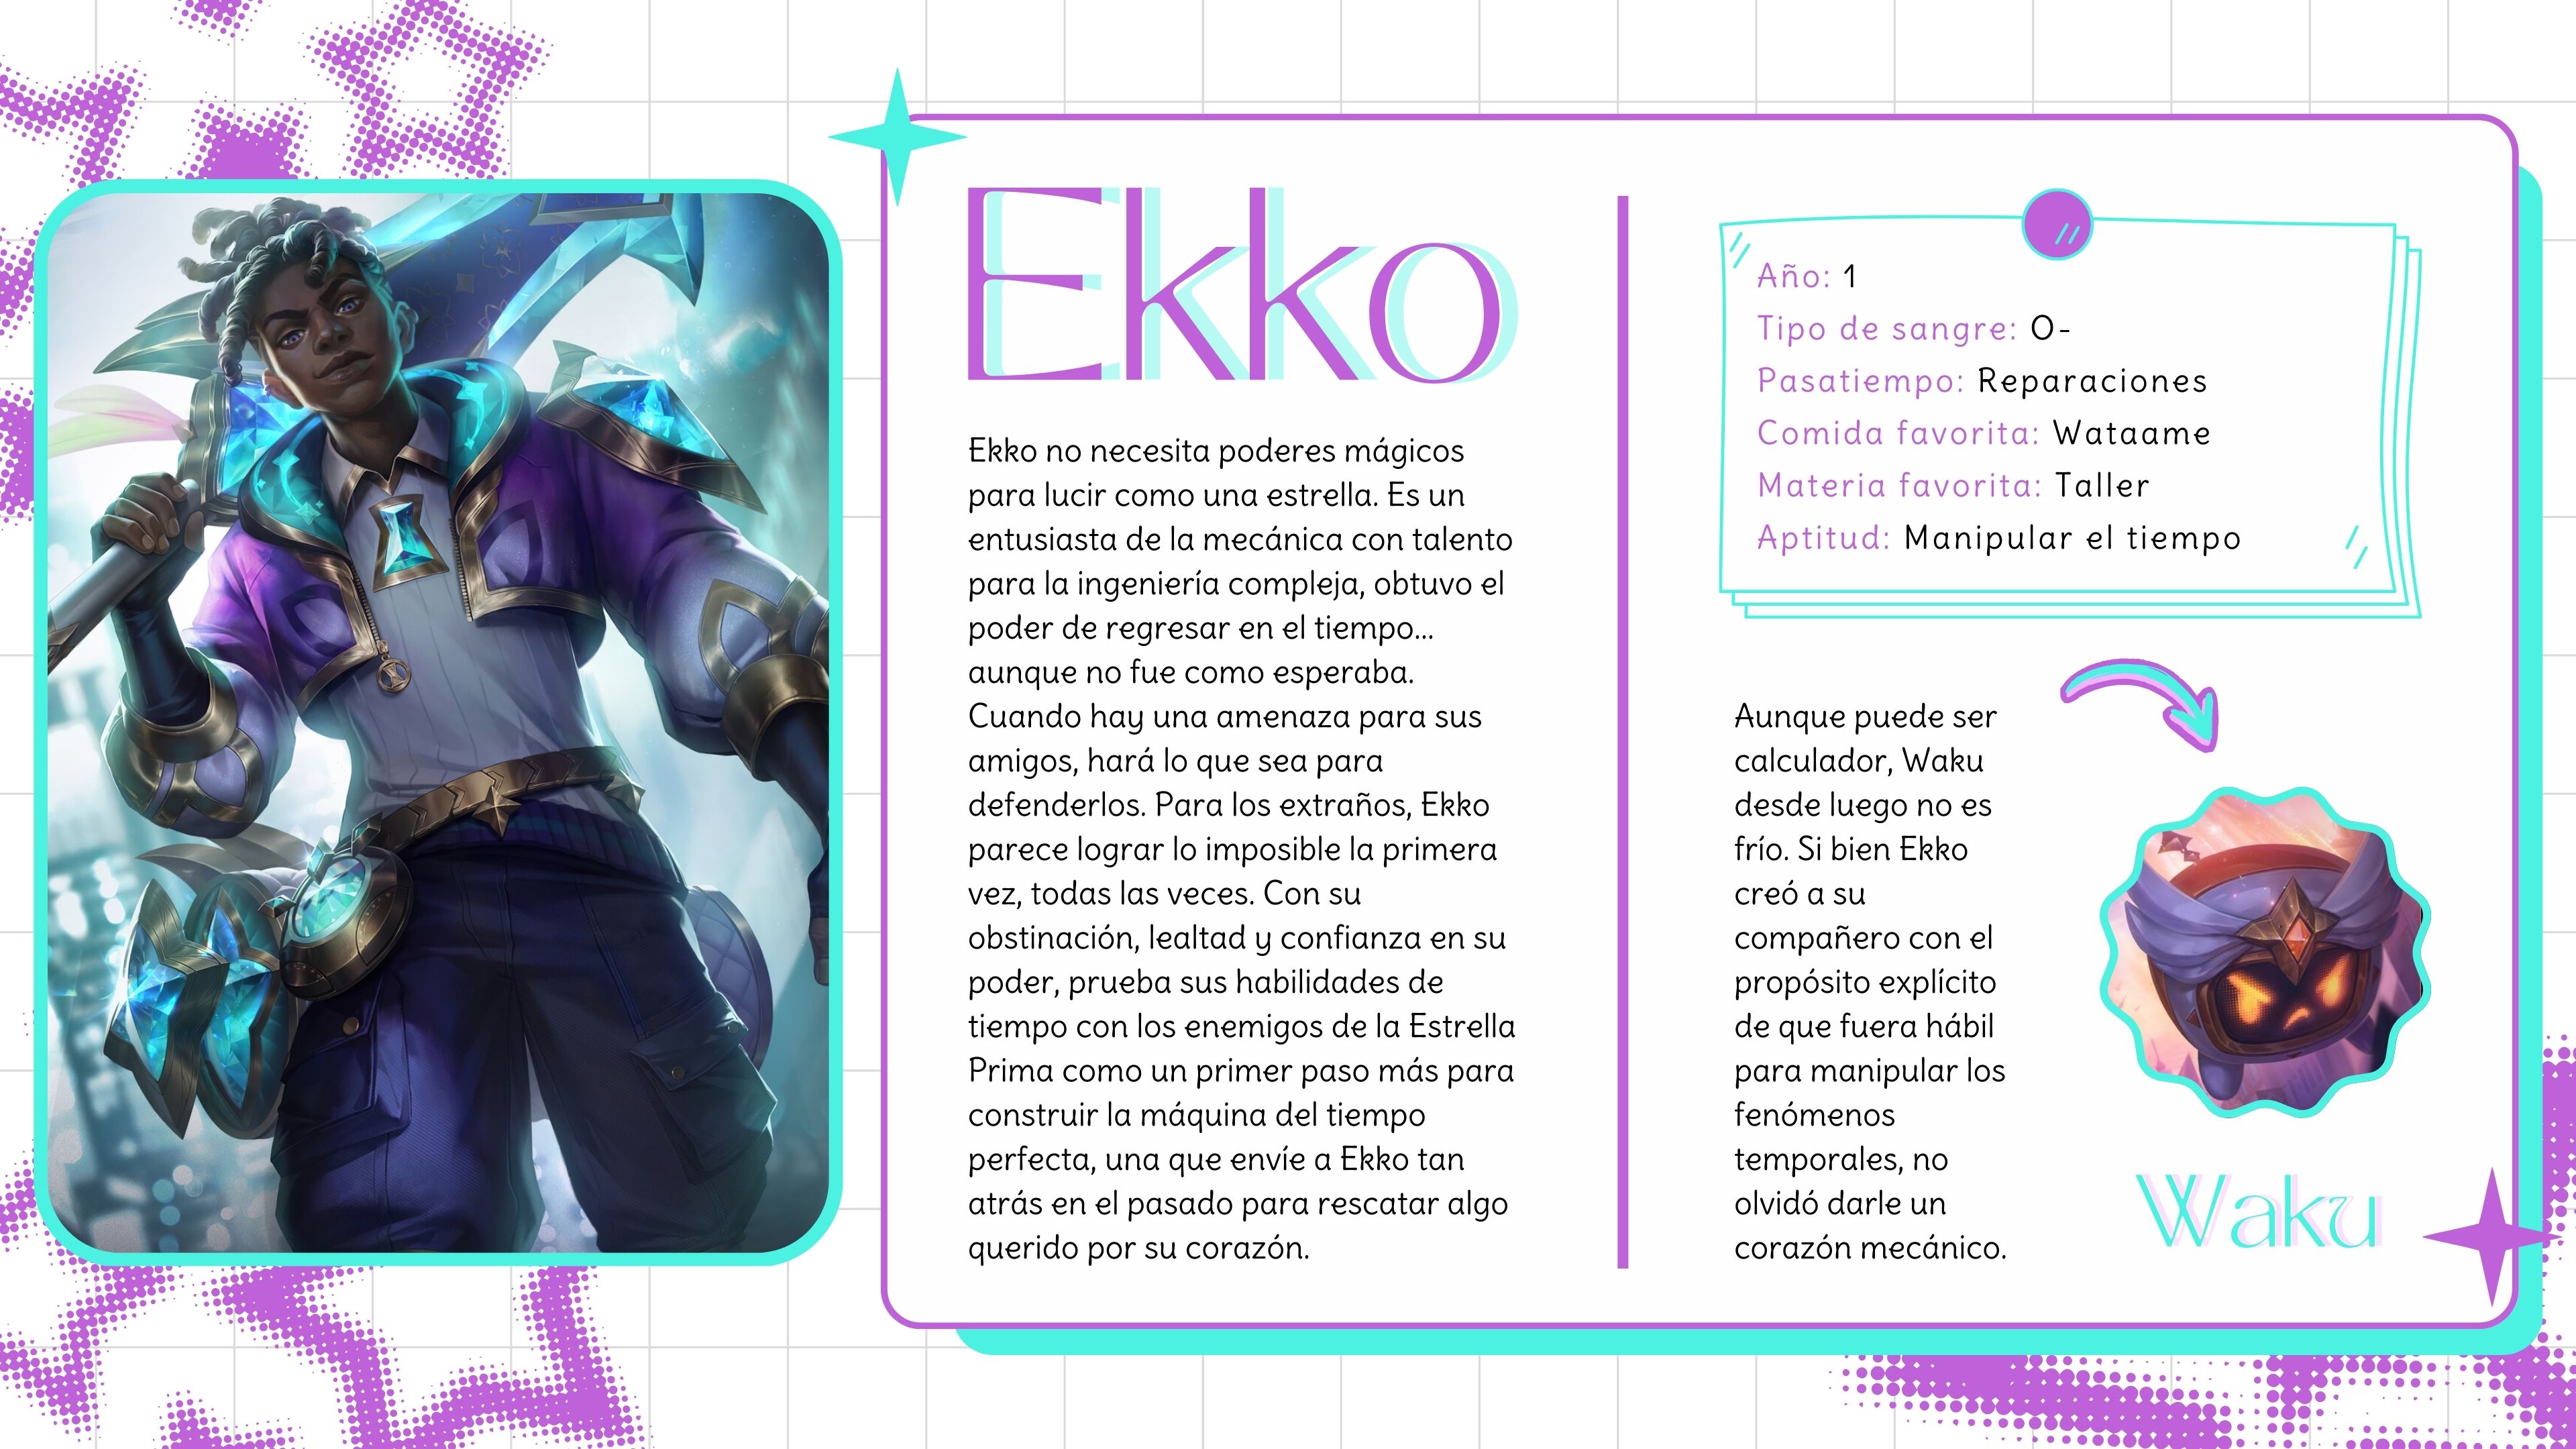 Ekko
Ekko no necesita poderes mágicos
para lucir como una estrella. Es un
entusiasta de la mecánica con talento
para la ingeniería compleja, obtuvo el
poder de regresar en el tiempo...
aunque no fue como esperaba.
Cuando hay una amenaza para sus
amigos, hará lo que sea para
defenderlos. Para los extraños, Ekko
parece lograr lo imposible la primera
vez, todas las veces. Con su
obstinación, lealtad y confianza en su
poder, prueba sus habilidades de
tiempo con los enemigos de la Estrella
Prima como un primer paso más para
construir la máquina del tiempo
perfecta, una que envíe a Ekko tan
atrás en el pasado para rescatar algo
querido por su corazón.
Año: 1
Tipo de sangre: O-
Pasatiempo: Reparaciones
Comida favorita: Wataame
Materia favorita: Taller
Aptitud: Manipular el tiempo
Aunque puede ser
calculador, Waku
desde luego no es
frío. Si bien Ekko
creó a su
compañero con el
propósito explícito
de que fuera hábil
para manipular los
fenómenos
temporales, no
olvidó darle un
corazón mecánico.
Waku